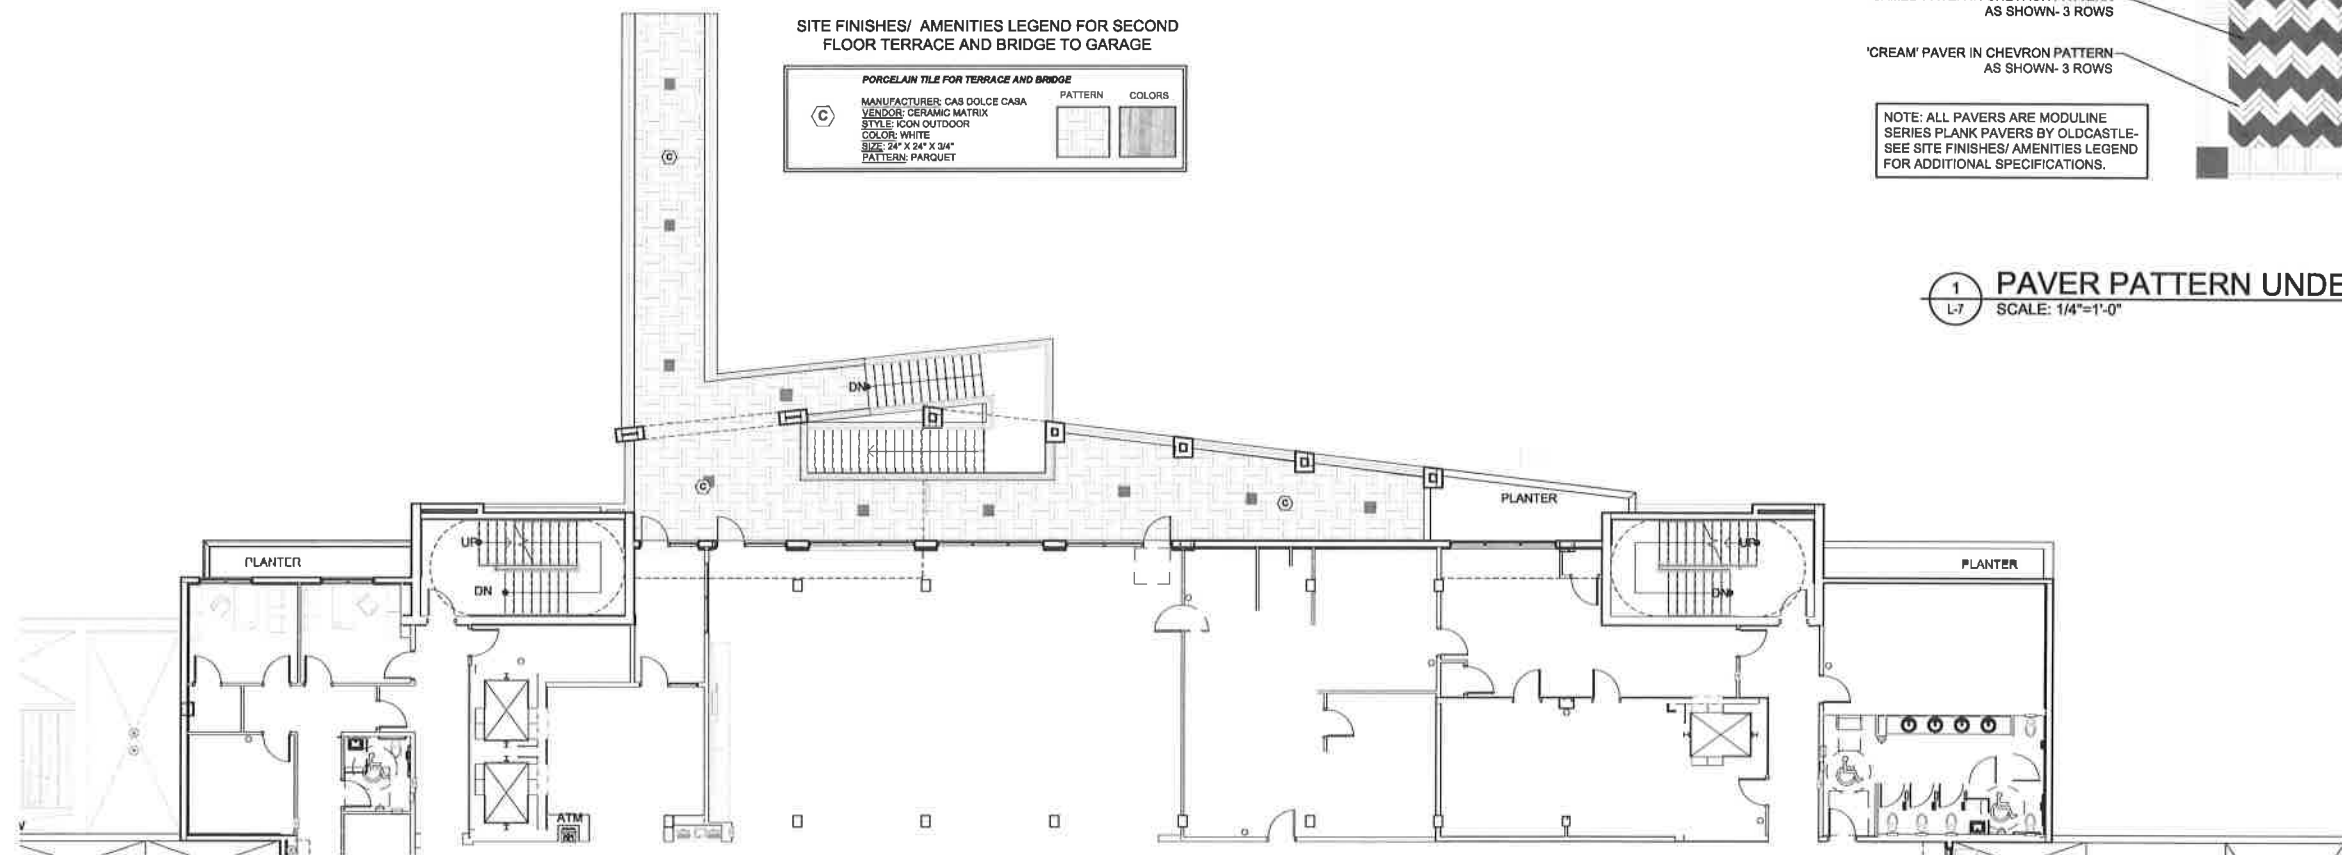 SITE FINISHES/ AMENITIES LEGEND FOR SECOND
FLOOR TERRACE AND BRIDGE TO GARAGE
PORCELAIN TILE FOR TERRACE AND BRIDGE
C
MANUFACTURER: CAS DOLCE CASA
VENDOR: CERAMIC MATRIX
STYLE: ICON OUTDOOR
COLOR: WHITE
SIZE: 24" X 24" X 3/4"
PATTERN: PARQUET
PATTERN
COLORS
AS SHOWN- 3 ROWS
'CREAM' PAVER IN CHEVRON PATTERN
AS SHOWN- 3 ROWS
NOTE: ALL PAVERS ARE MODULINE
SERIES PLANK PAVERS BY OLDCASTLE-
SEE SITE FINISHES/ AMENITIES LEGEND
FOR ADDITIONAL SPECIFICATIONS.
1
L-7
PAVER PATTERN UNDE
SCALE: 1/4"=1'-0"
C
DN
C
C
PLANTER
PLANTER
UP
DN
UP
DN
PLANTER
ATM